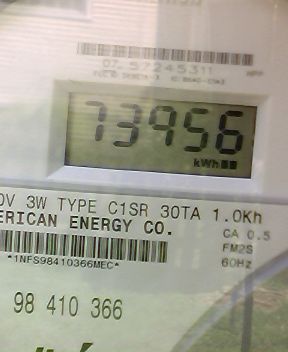 07 57245311
73956
kWh
0V 3W TYPE C1SR 30TA 1.0Kh
ERICAN ENERGY CO.
CA 0.5
FM2S
60Hz
*1NFS98410366MEC*
98 410 366